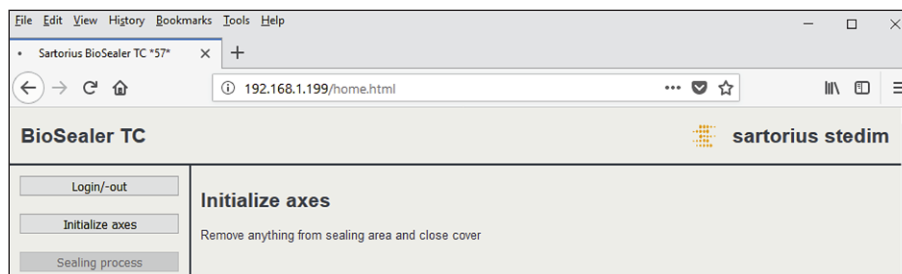 File Edit View History Bookmarks Tools Help
Sartorius BioSealer TC *57*
192.168.1.199/home.html
BioSealer TC
sartorius stedim
Login/-out
Initialize axes
Initialize axes
Remove anything from sealing area and close cover
Sealing process